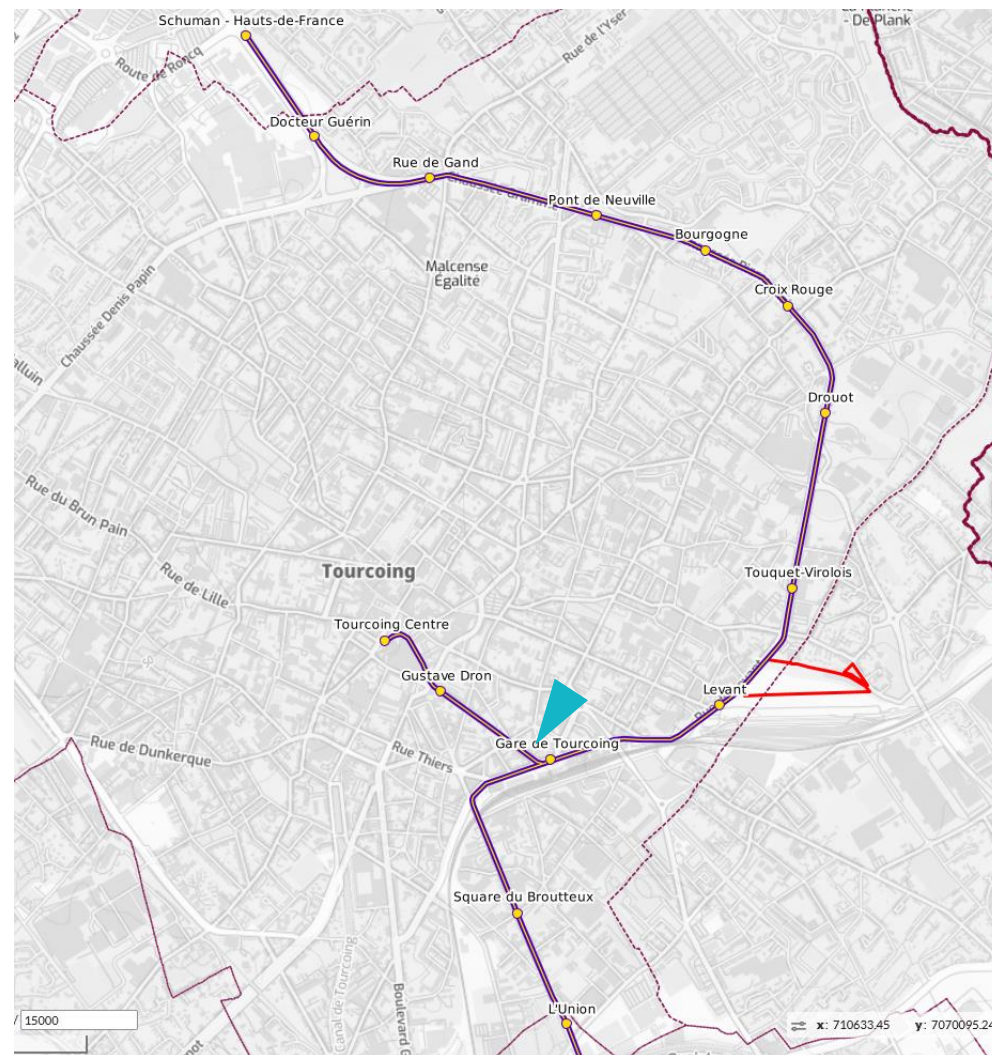 - De Plank
Schuman - Hauts-de-France
Rue de l'Yser
Route de Roncq
Docteur Guérin
Rue de Gand
Pont de Neuville
Bourgogne
Malcense
Égalité
Croix Rouge
Chaussée Denis Papin
alluin
Drouot
Rue du Brun Pain
Tourcoing
Touquet-Virolois
Rue de Lille
Tourcoing Centre
Gustave Dron
Levant
Gare de Tourcoing
Rue de Dunkerque
Rue Thiers
Square du Broutteux
Canal de Tourcoing
Boulevard G
L'Union
/ 15000
x: 710633.45 y: 7070095.24